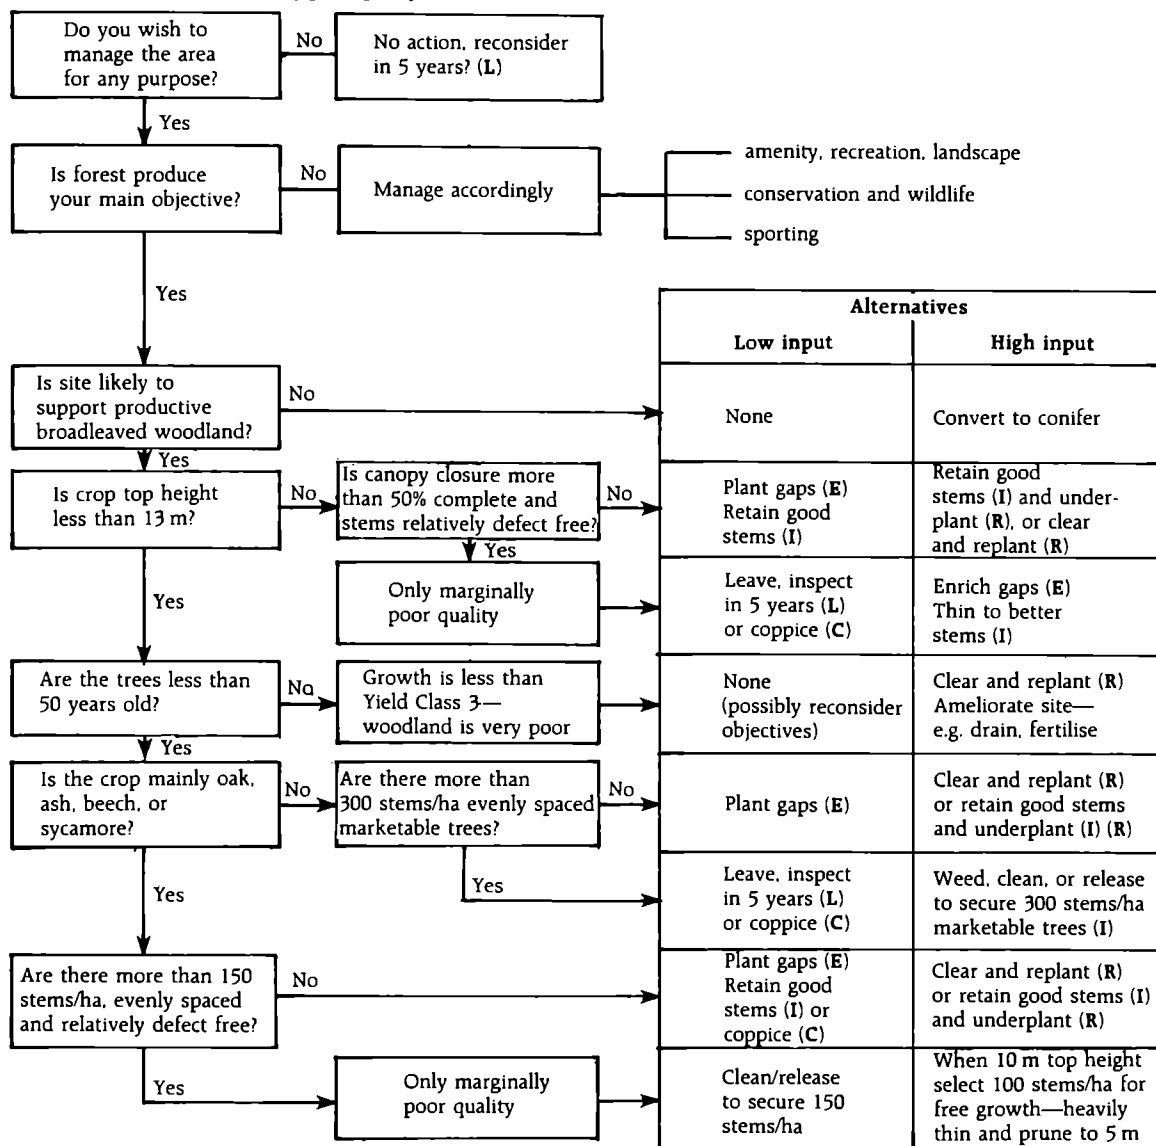 Do you wish to
manage the area
for any purpose?
No
No action, reconsider
in 5 years? (L)
Yes
Is forest produce
your main objective?
No
Manage accordingly
amenity, recreation, landscape
conservation and wildlife
sporting
Yes
Alternatives
Low input
High input
Is site likely to
support productive
broadleaved woodland?
No
None
Convert to conifer
Yes
Is crop top height
less than 13 m?
No
Is canopy closure more
than 50% complete and
stems relatively defect free?
No
Plant gaps (E)
Retain good
stems (I)
Retain good
stems (I) and under-
plant (R), or clear
and replant (R)
Yes
Only marginally
poor quality
Leave, inspect
in 5 years (L)
or coppice (C)
Enrich gaps (E)
Thin to better
stems (I)
Yes
Are the trees less than
50 years old?
No
Growth is less than
Yield Class 3—
woodland is very poor
None
(possibly reconsider
objectives)
Clear and replant (R)
Ameliorate site—
e.g. drain, fertilise
Yes
Is the crop mainly oak,
ash, beech, or
sycamore?
No
Are there more than
300 stems/ha evenly spaced
marketable trees?
No
Plant gaps (E)
Clear and replant (R)
or retain good stems
and underplant (I) (R)
Yes
Yes
Leave, inspect
in 5 years (L)
or coppice (C)
Weed, clean, or release
to secure 300 stems/ha
marketable trees (I)
Are there more than 150
stems/ha, evenly spaced
and relatively defect free?
No
Plant gaps (E)
Retain good
stems (I) or
coppice (C)
Clear and replant (R)
or retain good stems (I)
and underplant (R)
Yes
Only marginally
poor quality
Clean/release
to secure 150
stems/ha
When 10 m top height
select 100 stems/ha for
free growth—heavily
thin and prune to 5 m